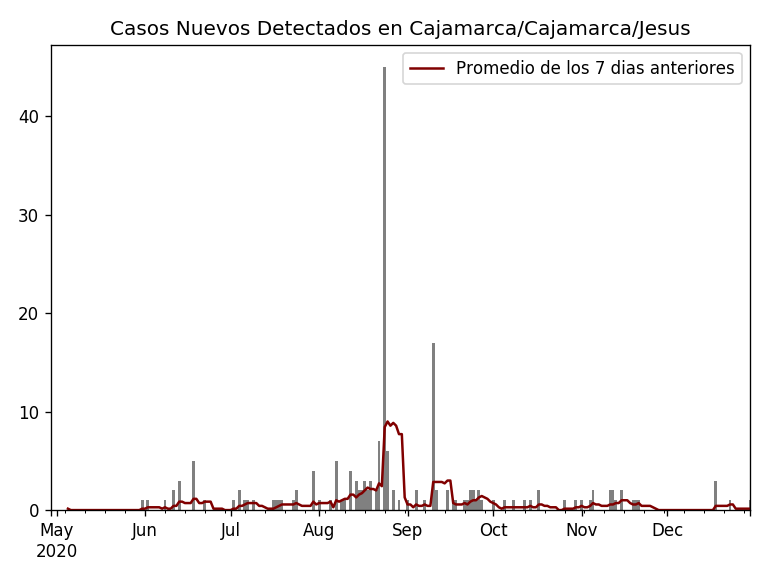 Casos Nuevos Detectados en Cajamarca/Cajamarca/Jesus
Promedio de los 7 dias anteriores
40
30
20
10
0
May Jun Jul Aug Sep Oct Nov Dec
2020